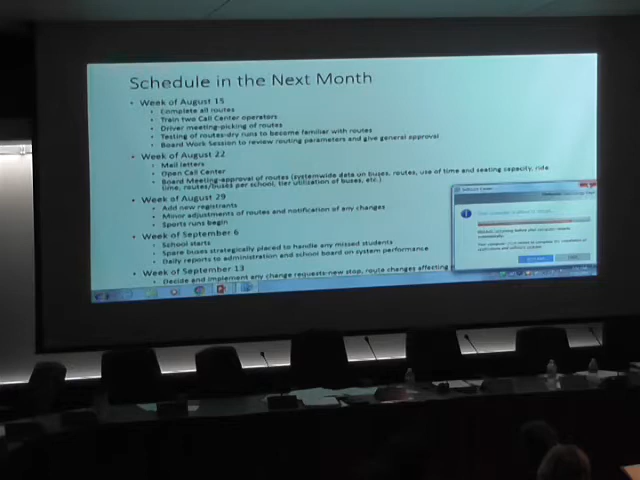 Schedule in the Next Month
• Week of August 15
• Complete all routes
• Train two Call Center operators
• Driver meeting-picking of routes
• Testing of routes-dry runs to become familiar with routes
• Board Work Session to review routing parameters and give general approval
• Week of August 22
• Mail letters
• Open Call Center
• Board Meeting-approval of routes (systemwide data on buses, routes, use of time and seating capacity, ride
time, routes/buses per school, tier utilization of buses, etc.)
• Week of August 29
• Add new registrants
• Minor adjustments of routes and notification of any changes
• Sports runs begin
• Week of September 6
• School starts
• Spare buses strategically placed to handle any missed students
• Daily reports to administration and school board on system performance
• Week of September 13
• Decide and implement any change requests-new stop, route changes affecting
Software Center